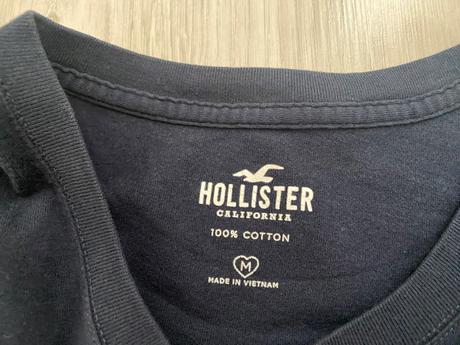 HOLLISTER
CALIFORNIA
100% COTTON
M
MADE IN VIETNAM